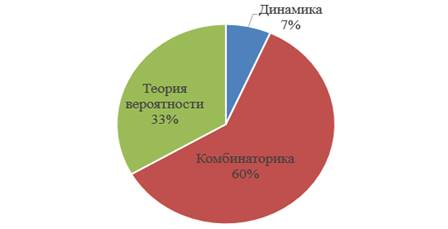 Динамика
7%
Теория
вероятности
33%
Комбинаторика
60%